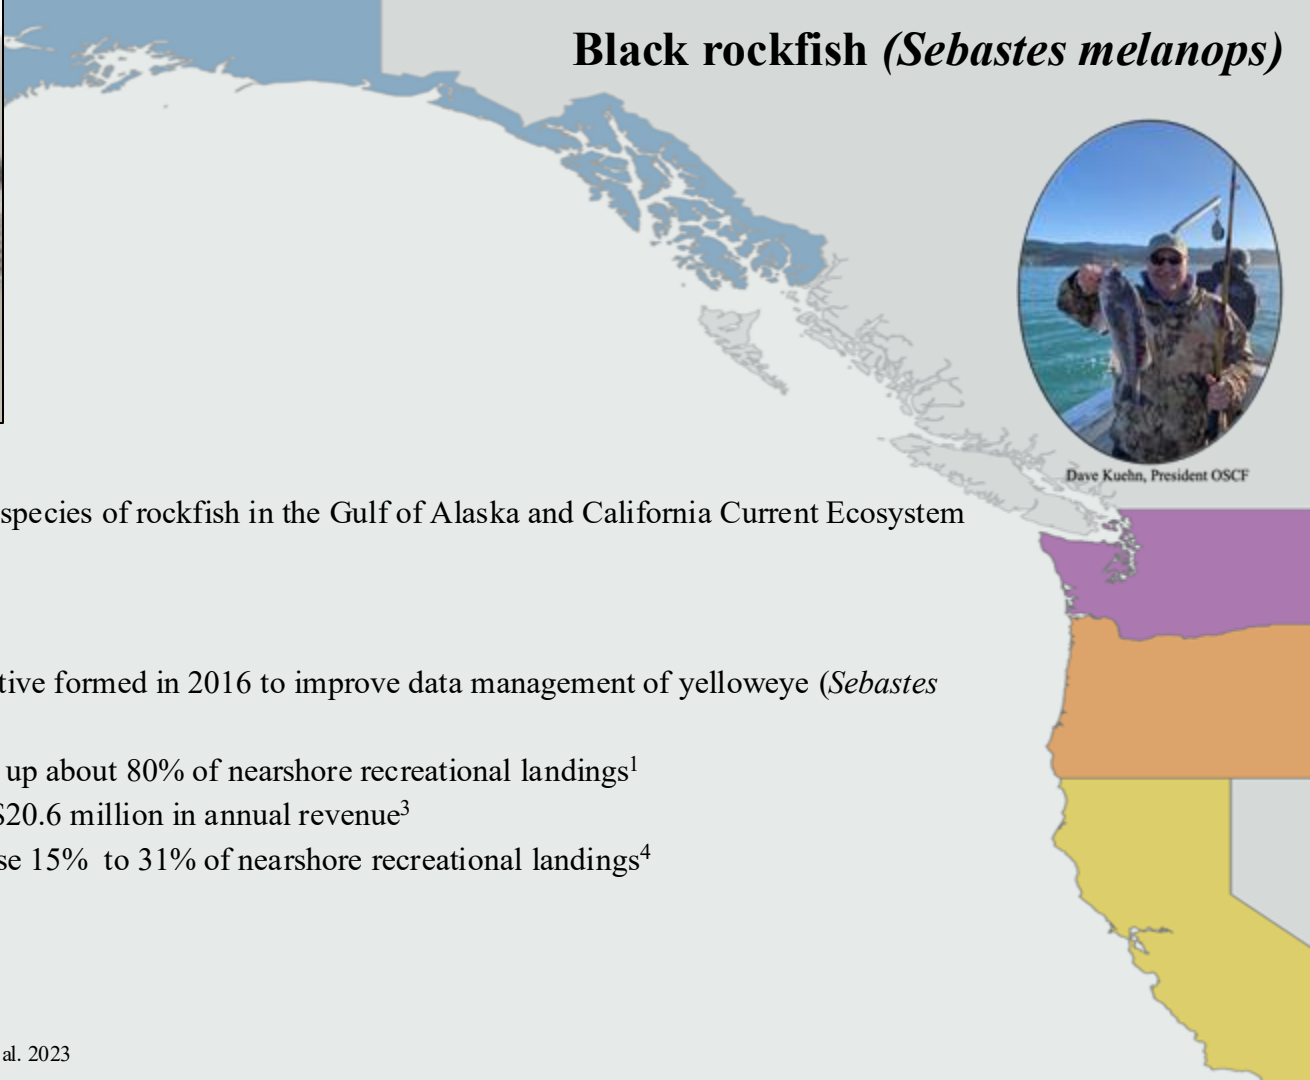 Black rockfish (Sebastes melanops)
Dave Kuehn, President OSCF
species of rockfish in the Gulf of Alaska and California Current Ecosystem
tive formed in 2016 to improve data management of yelloweye (Sebastes
up about 80% of nearshore recreational landings¹
$20.6 million in annual revenue³
se 15% to 31% of nearshore recreational landings⁴
al. 2023